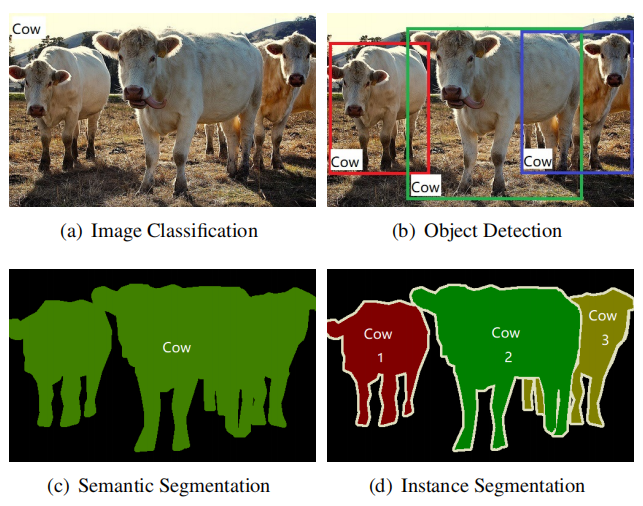 Cow
Cow
Cow
Cow
(a) Image Classification
(b) Object Detection
Cow
Cow
1
Cow
2
Cow
3
(c) Semantic Segmentation
(d) Instance Segmentation